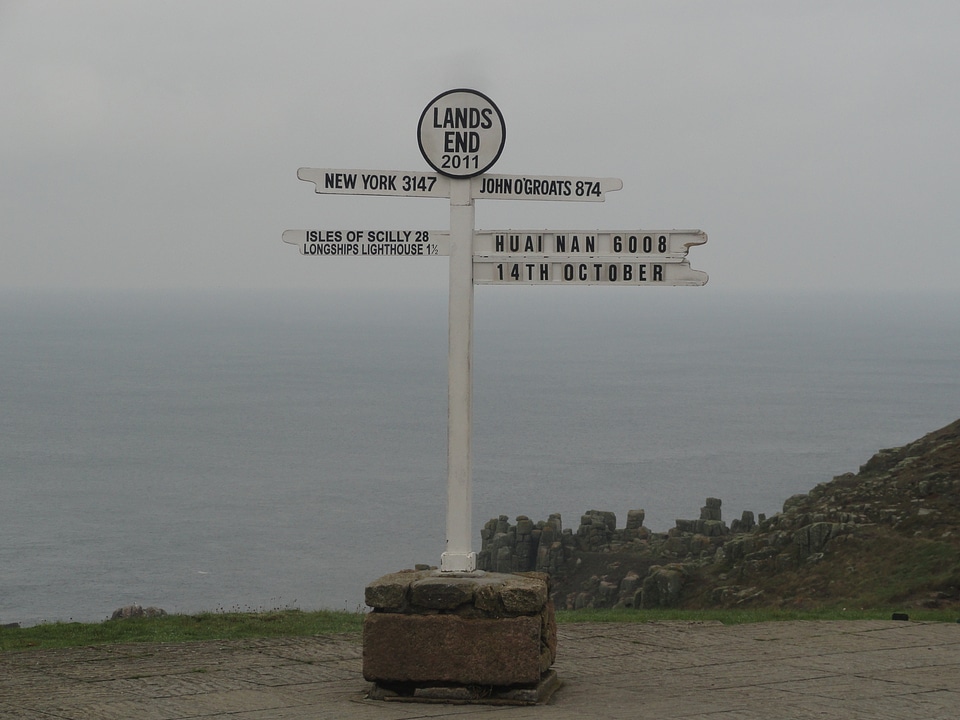 LANDS
END
2011
NEW YORK 3147
JOHN O'GROATS 874
ISLES OF SCILLY 28
LONGSHIPS LIGHTHOUSE 1½
HUAI NAN 6008
14TH OCTOBER